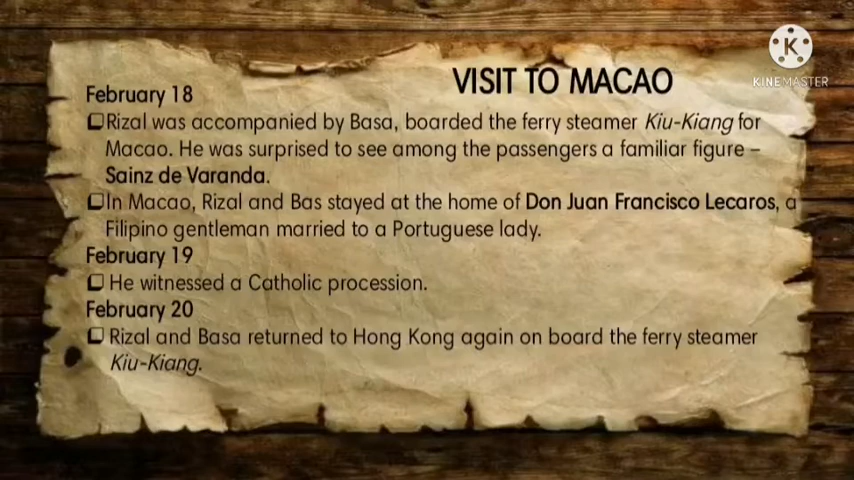 VISIT TO MACAO
KINEMASTER
February 18
❑Rizal was accompanied by Basa, boarded the ferry steamer Kiu-Kiang for
Macao. He was surprised to see among the passengers a familiar figure –
Sainz de Varanda.
❑In Macao, Rizal and Bas stayed at the home of Don Juan Francisco Lecaros, a
Filipino gentleman married to a Portuguese lady.
February 19
❑ He witnessed a Catholic procession.
February 20
❑ Rizal and Basa returned to Hong Kong again on board the ferry steamer
Kiu-Kiang.